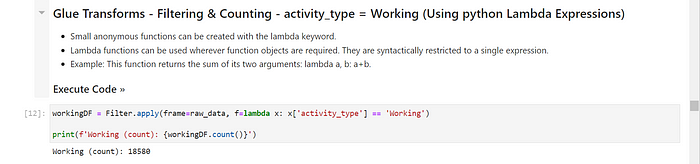 Glue Transforms - Filtering & Counting - activity_type = Working (Using python Lambda Expressions)
• Small anonymous functions can be created with the lambda keyword.
• Lambda functions can be used wherever function objects are required. They are syntactically restricted to a single expression.
• Example: This function returns the sum of its two arguments: lambda a, b: a+b.
Execute Code »
[12]: workingDF = Filter.apply(frame=raw_data, f=lambda x: x['activity_type'] == 'Working')
print(f'Working (count): {workingDF.count()}')
Working (count): 18580